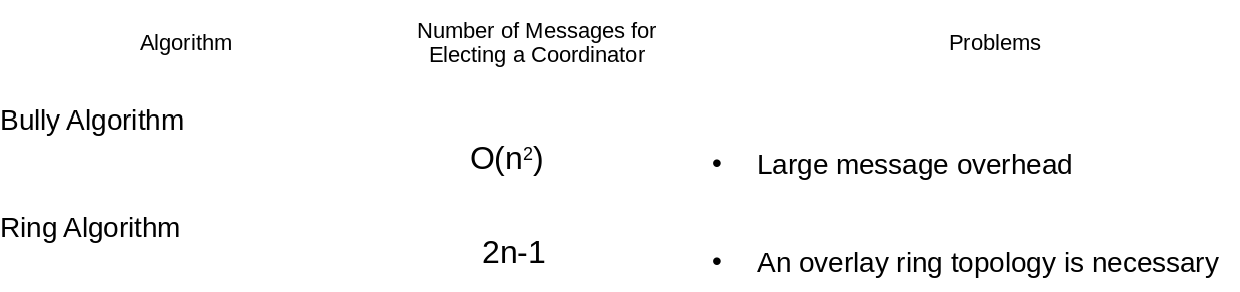 Algorithm
Number of Messages for
Electing a Coordinator
Problems
Bully Algorithm
O(n²)
• Large message overhead
Ring Algorithm
2n-1
• An overlay ring topology is necessary